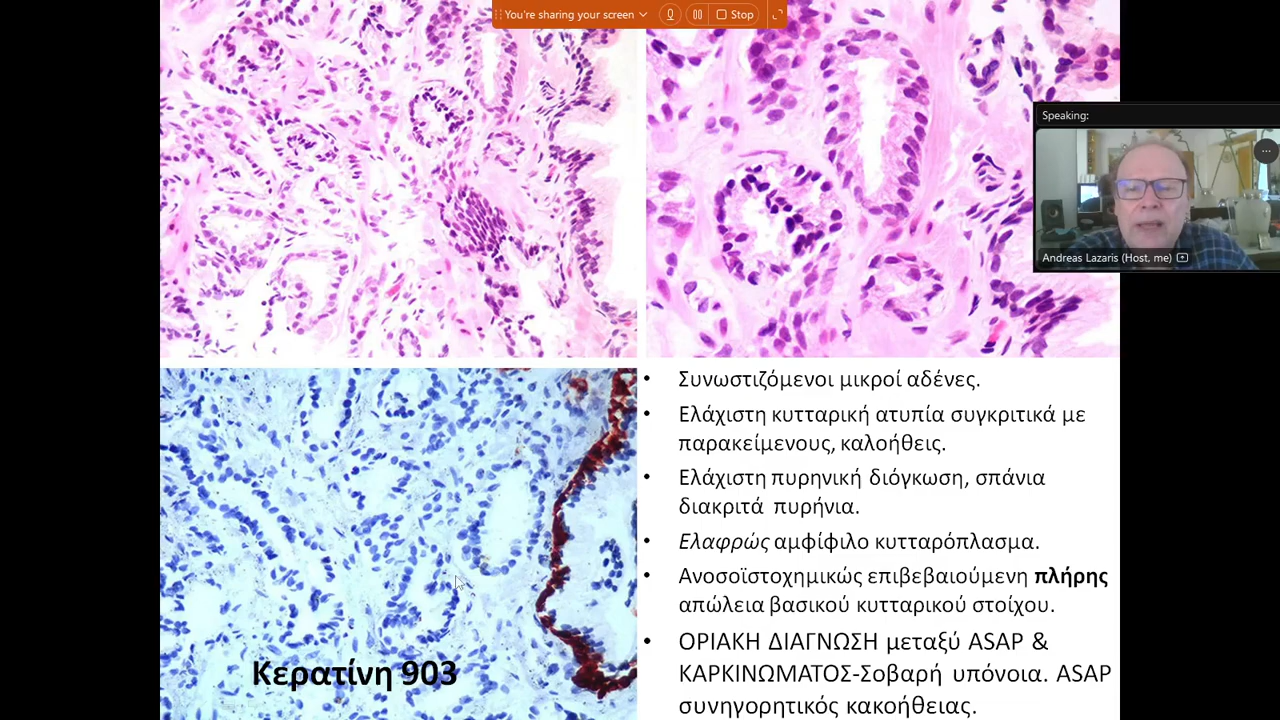 You're sharing your screen
Stop
Speaking:
Andreas Lazaris (Host, me)
• Συνωστιζόμενοι μικροί αδένες.
• Ελάχιστη κυτταρική ατυπία συγκριτικά με
παρακείμενους, καλοήθεις.
• Ελάχιστη πυρηνική διόγκωση, σπάνια
διακριτά πυρήνια.
• Ελαφρώς αμφίφιλο κυτταρόπλασμα.
• Ανοσοϊστοχημικώς επιβεβαιούμενη πλήρης
απώλεια βασικού κυτταρικού στοίχου.
• ΟΡΙΑΚΗ ΔΙΑΓΝΩΣΗ μεταξύ ASAP &
ΚΑΡΚΙΝΩΜΑΤΟΣ-Σοβαρή υπόνοια. ASAP
συνηγορητικός κακοήθειας.
Κερατίνη 903